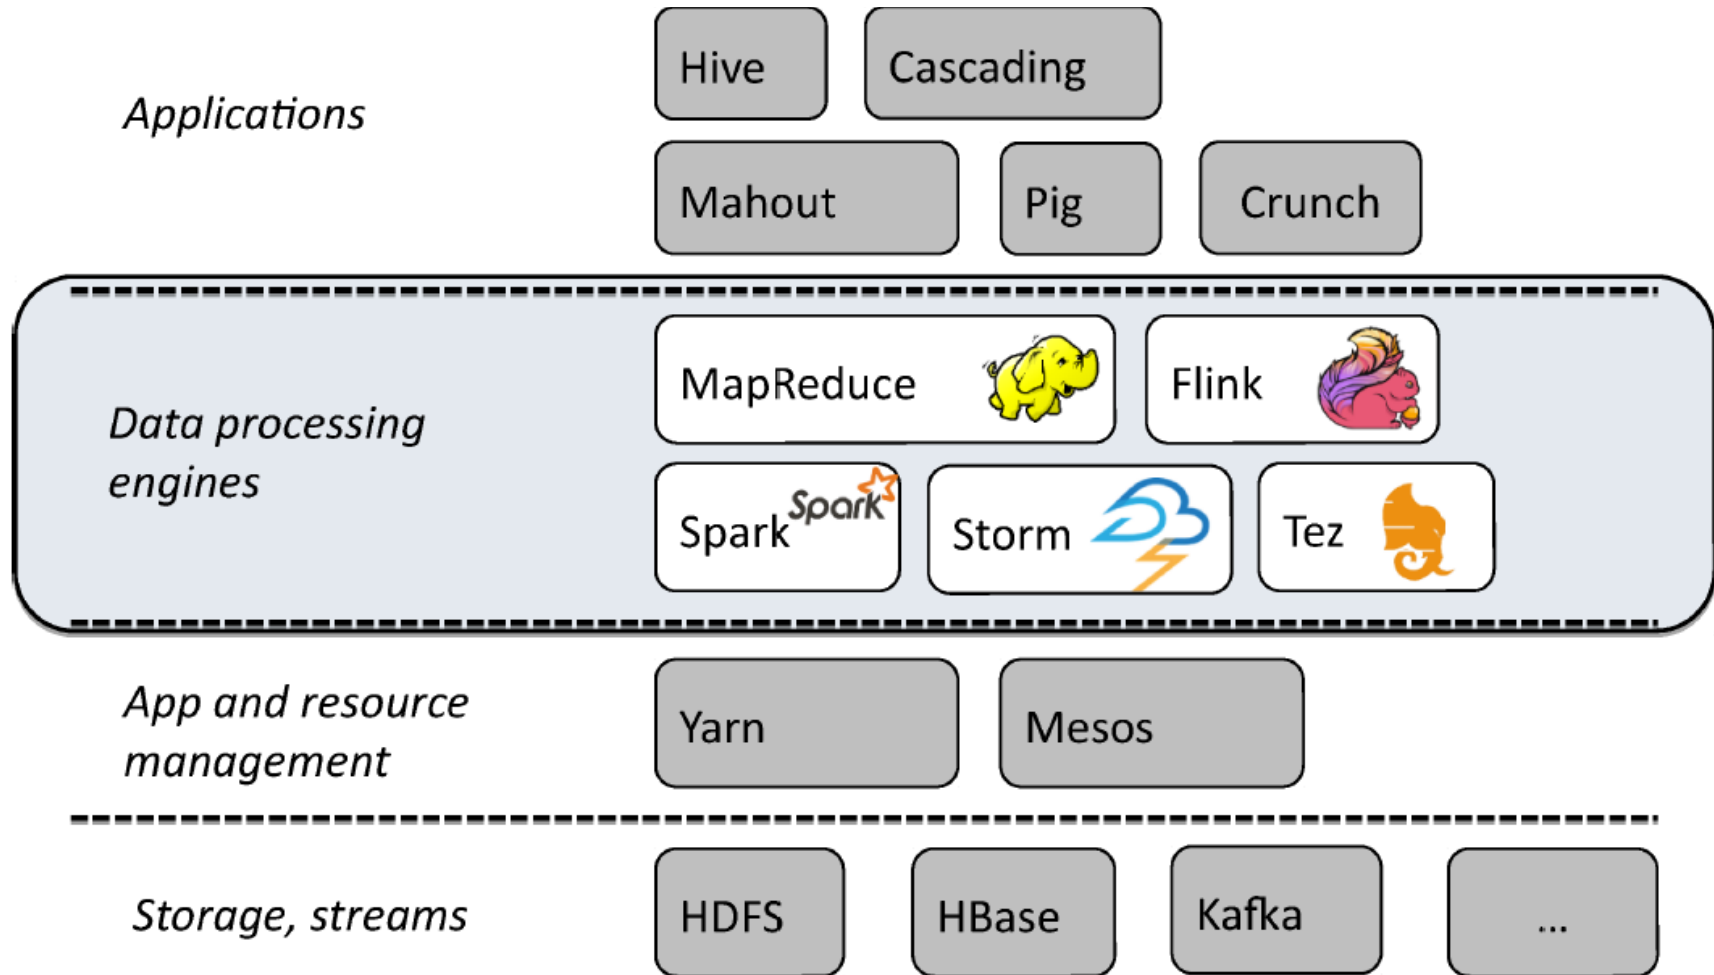 Applications
Hive
Cascading
Mahout
Pig
Crunch
Data processing
engines
MapReduce
Flink
Spark
Spark
Storm
Tez
App and resource
management
Yarn
Mesos
Storage, streams
HDFS
HBase
Kafka
...